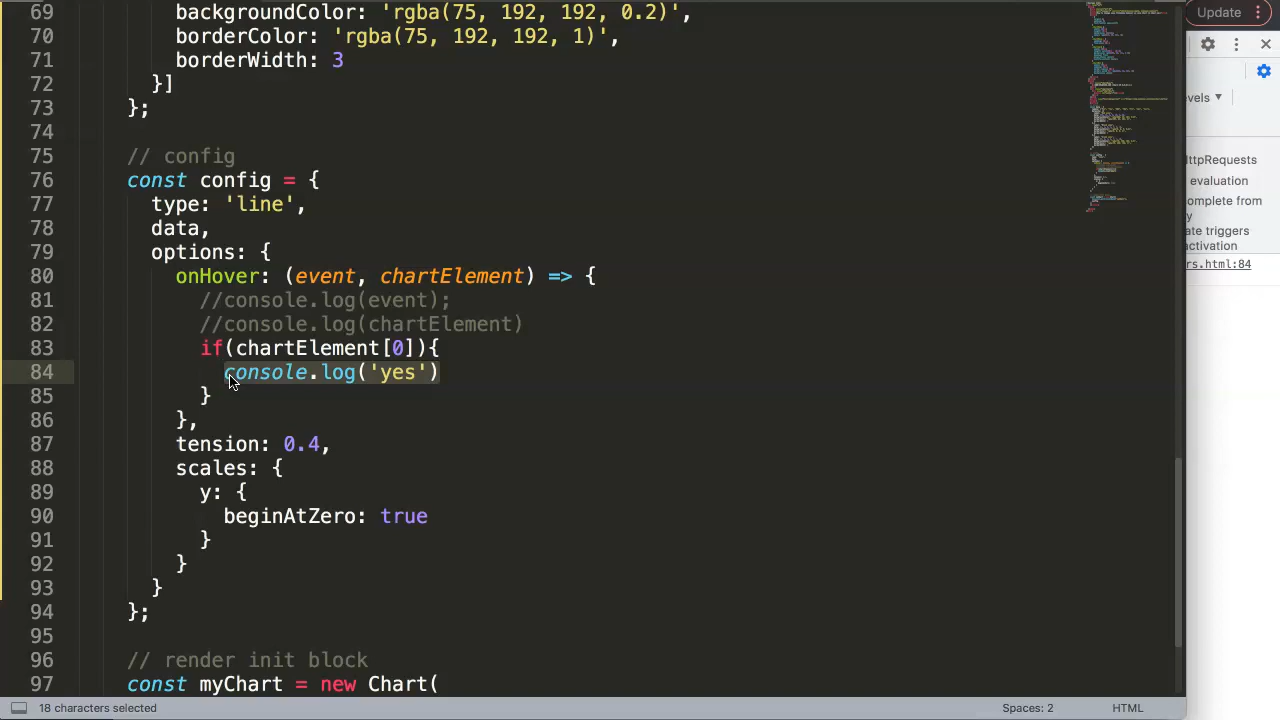 69 backgroundColor: 'rgba(75, 192, 192, 0.2)',
70 borderColor: 'rgba(75, 192, 192, 1)',
71 borderWidth: 3
72 }]
73 };
74
75 // config
76 const config = {
77 type: 'line',
78 data,
79 options: {
80 onHover: (event, chartElement) => {
81 //console.log(event);
82 //console.log(chartElement)
83 if(chartElement[0]){
84 console.log('yes')
85 }
86 },
87 tension: 0.4,
88 scales: {
89 y: {
90 beginAtZero: true
91 }
92 }
93 }
94 };
95
96 // render init block
97 const myChart = new Chart(
18 characters selected
Spaces: 2
HTML
Update
evels
ttpRequests
evaluation
complete from
y
ate triggers
activation
rs.html:84